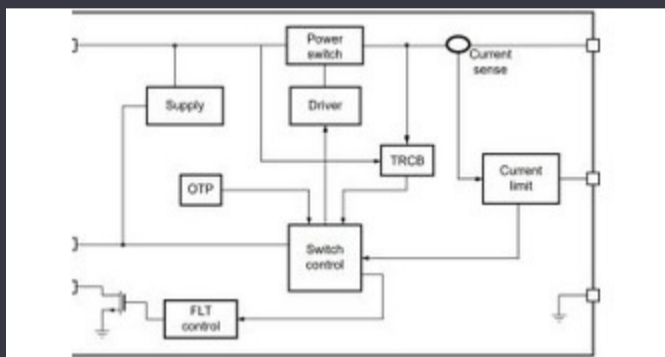 Power
switch
Current
sense
Supply
Driver
TRCB
Current
limit
OTP
Switch
control
FLT
control